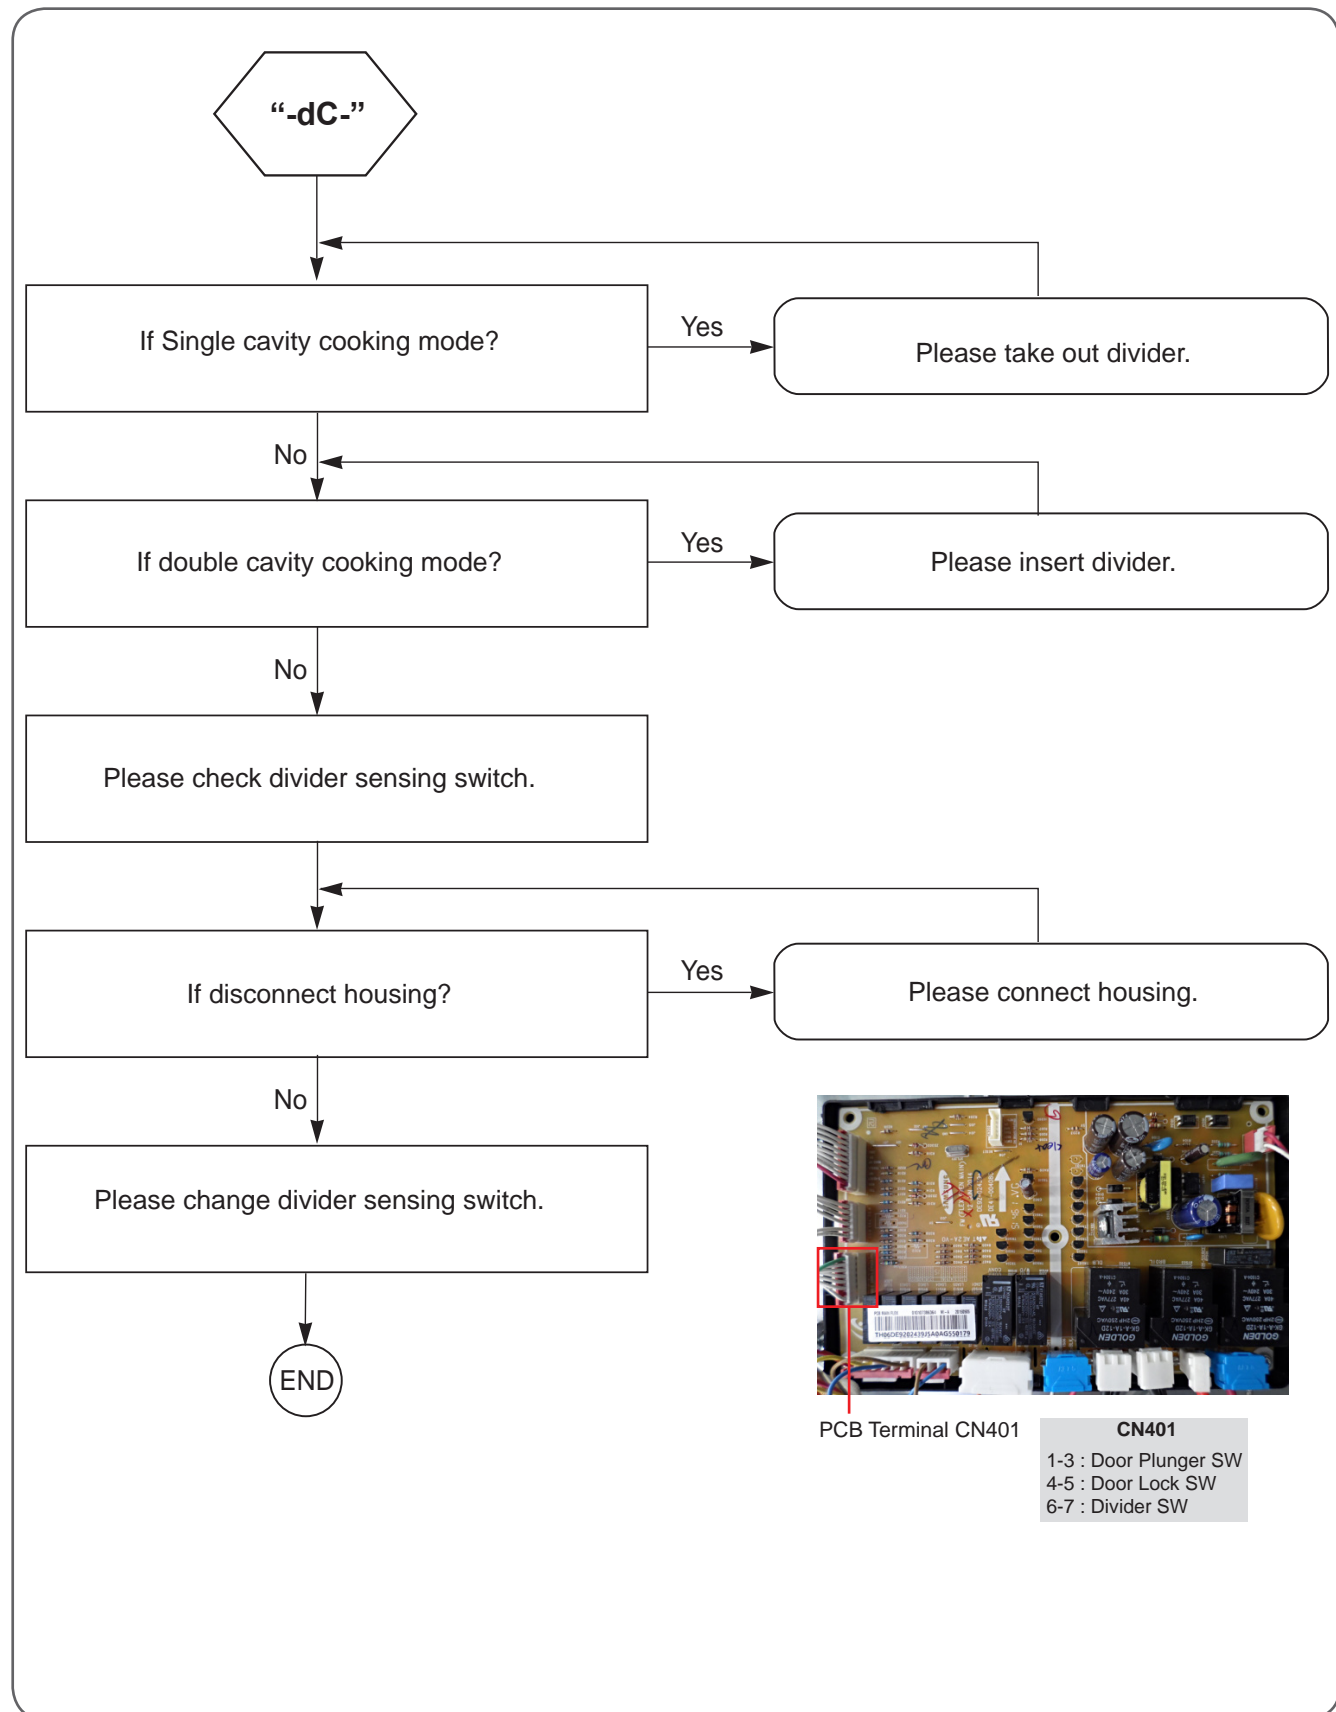 “-dC-”
If Single cavity cooking mode?
Yes
Please take out divider.
No
If double cavity cooking mode?
Yes
Please insert divider.
No
Please check divider sensing switch.
If disconnect housing?
Yes
Please connect housing.
No
Please change divider sensing switch.
END
GOLDEN
GOLDEN
GOLDEN
PCB Terminal CN401
CN401
1-3 : Door Plunger SW
4-5 : Door Lock SW
6-7 : Divider SW